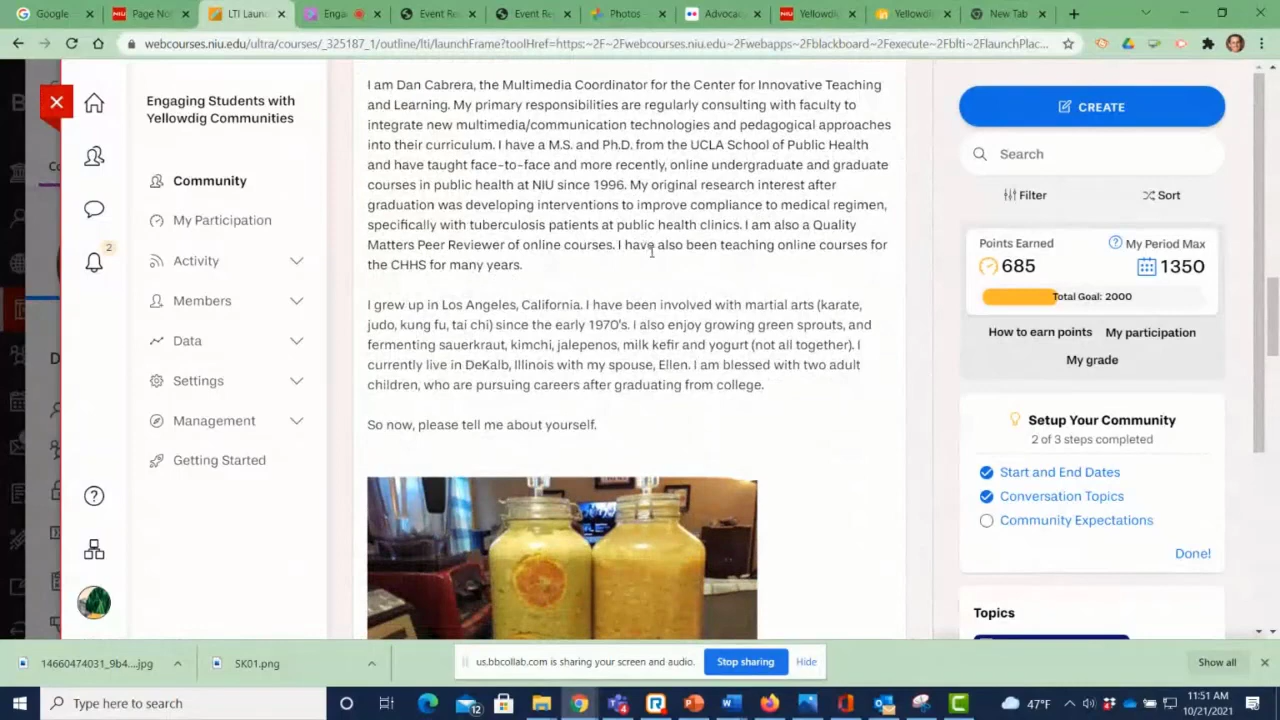 Google
Page Not
LTI Laun
Enga
Event Re
Event Re
Photos -
Advocac
Yellowdig
Yellowdig
New Tab
webcourses.niu.edu/ultra/courses/_325187_1/outline/lti/launchFrame?toolHref=https:~2F~2Fwebcourses.niu.edu~2Fwebapps~2Fblackboard~2Fexecute~2Fblti~2FlaunchPlac...
Engaging Students with
Yellowdig Communities
Community
My Participation
Activity
Members
Data
Settings
Management
Getting Started
2
I am Dan Cabrera, the Multimedia Coordinator for the Center for Innovative Teaching
and Learning. My primary responsibilities are regularly consulting with faculty to
integrate new multimedia/communication technologies and pedagogical approaches
into their curriculum. I have a M.S. and Ph.D. from the UCLA School of Public Health
and have taught face-to-face and more recently, online undergraduate and graduate
courses in public health at NIU since 1996. My original research interest after
graduation was developing interventions to improve compliance to medical regimen,
specifically with tuberculosis patients at public health clinics. I am also a Quality
Matters Peer Reviewer of online courses. I have also been teaching online courses for
the CHHS for many years.
I grew up in Los Angeles, California. I have been involved with martial arts (karate,
judo, kung fu, tai chi) since the early 1970's. I also enjoy growing green sprouts, and
fermenting sauerkraut, kimchi, jalepenos, milk kefir and yogurt (not all together). I
currently live in DeKalb, Illinois with my spouse, Ellen. I am blessed with two adult
children, who are pursuing careers after graduating from college.
So now, please tell me about yourself.
CREATE
Search
Filter
Sort
Points Earned
My Period Max
685
1350
Total Goal: 2000
How to earn points
My participation
My grade
Setup Your Community
2 of 3 steps completed
Start and End Dates
Conversation Topics
Community Expectations
Done!
Topics
14660474031_9b4....jpg
SK01.png
us.bbcollab.com is sharing your screen and audio.
Stop sharing
Hide
Show all
Type here to search
12
47°F
11:51 AM
10/21/2021